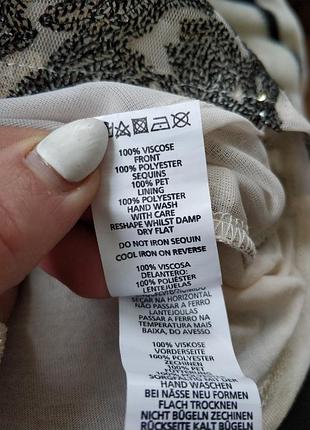 100% VISCOSE
FRONT
100% POLYESTER
SEQUINS
100% PET
LINING
100% POLYESTER
HAND WASH
WITH CARE
RESHAPE WHILST DAMP
DRY FLAT
DO NOT IRON SEQUIN
COOL IRON ON REVERSE
100% VISCOSA
DELANTERO:
100% POLIÉSTER
LENTEJUELAS
SECAR NA HORIZONTAL
NÃO PASSAR A FERRO
LANTEJOULAS
PASSAR A FERRO NA
TEMPERATURA MAIS
BAIXA DO AVESSO
100% VISKOSE
VORDERSEITE
100% POLYESTER
ZECHINEN
100% PET
HAND WASCHEN
BEI NÄSSE NEU FORMEN
FLACH TROCKNEN
NICHT BÜGELN ZECHINEN
RÜCKSEITE KALT BÜGELN